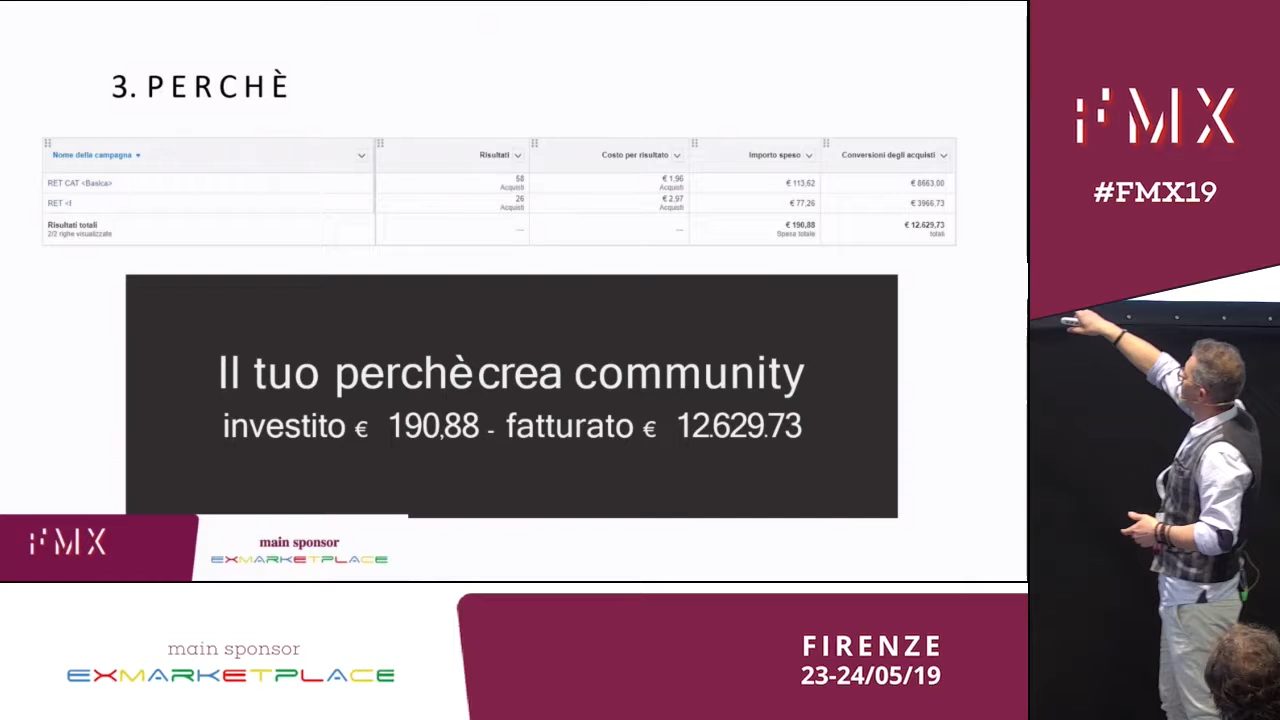 3. PERCHÈ
Nome della campagna Risultati Costo per risultato Importo speso Conversioni degli acquisti
RET CAT <Basica> 58 Acquisti € 1,96 Acquisti € 113,62 € 8663.00
RET <I 26 Acquisti € 2,97 Acquisti € 77,26 € 3966,73
Risultati totali — — € 190,88 € 12.629,73
2/2 righe visualizzate Spesa totale totali
Il tuo perchè crea community
investito € 190,88 - fatturato € 12.629.73
FMX
main sponsor
EXMARKETPLACE
FMX
#FMX19
main sponsor
EXMARKETPLACE
FIRENZE
23-24/05/19